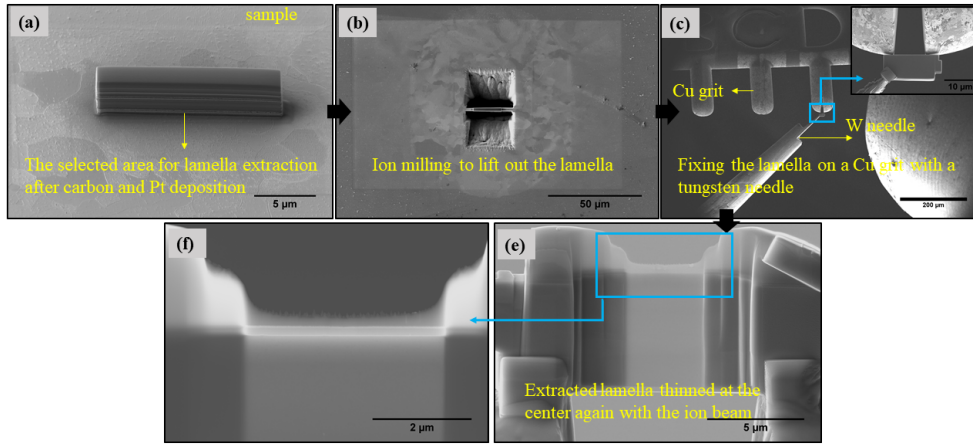 (a)
sample
The selected area for lamella extraction
after carbon and Pt deposition
5 µm
(b)
Ion milling to lift out the lamella
50 µm
(c)
10 µm
Cu grit
W needle
Fixing the lamella on a Cu grit with a
tungsten needle
200 µm
(f)
2 µm
(e)
Extracted lamella thinned at the
center again with the ion beam
5 µm